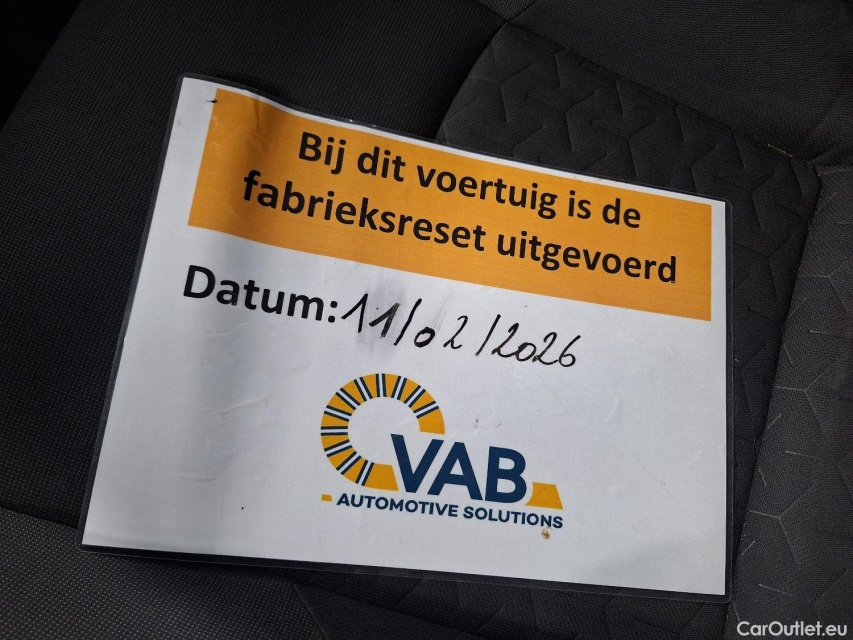 Bij dit voertuig is de
fabrieksreset uitgevoerd
Datum: 11/02/2026
VAB
AUTOMOTIVE SOLUTIONS
CarOutlet.eu